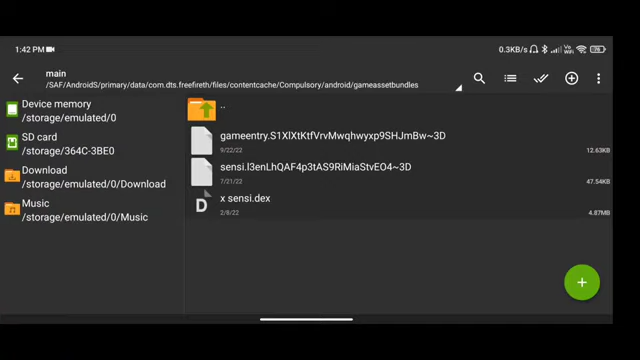 1:42 PM
0.3KB/s
Vo
WiFi
76
main
/SAF/AndroidS/primary/data/com.dts.freefireth/files/contentcache/Compulsory/android/gameassetbundles
Device memory
/storage/emulated/0
SD card
/storage/364C-3BE0
Download
/storage/emulated/0/Download
Music
/storage/emulated/0/Music
..
gameentry.S1XlXtKtfVrvMwqhwyxp9SHJmBw~3D
9/22/22
12.63KB
sensi.l3enLhQAF4p3tAS9RiMiaStvEO4~3D
7/21/22
47.54KB
D
x sensi.dex
2/8/22
4.87MB